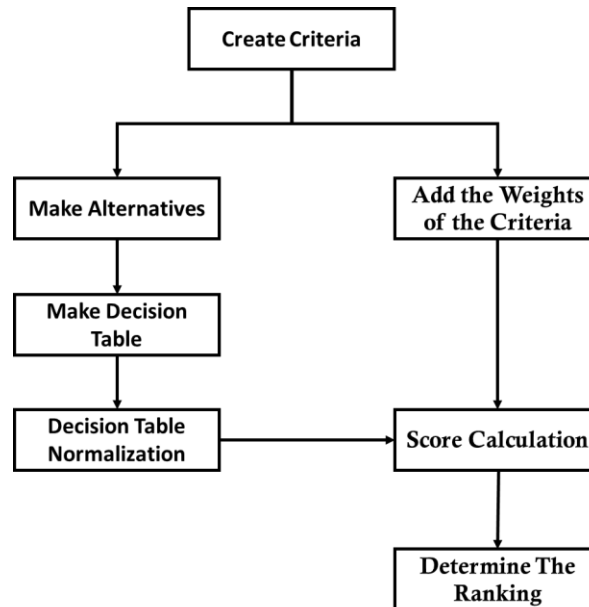 Create Criteria
Make Alternatives
Add the Weights
of the Criteria
Make Decision
Table
Decision Table
Normalization
Score Calculation
Determine The
Ranking